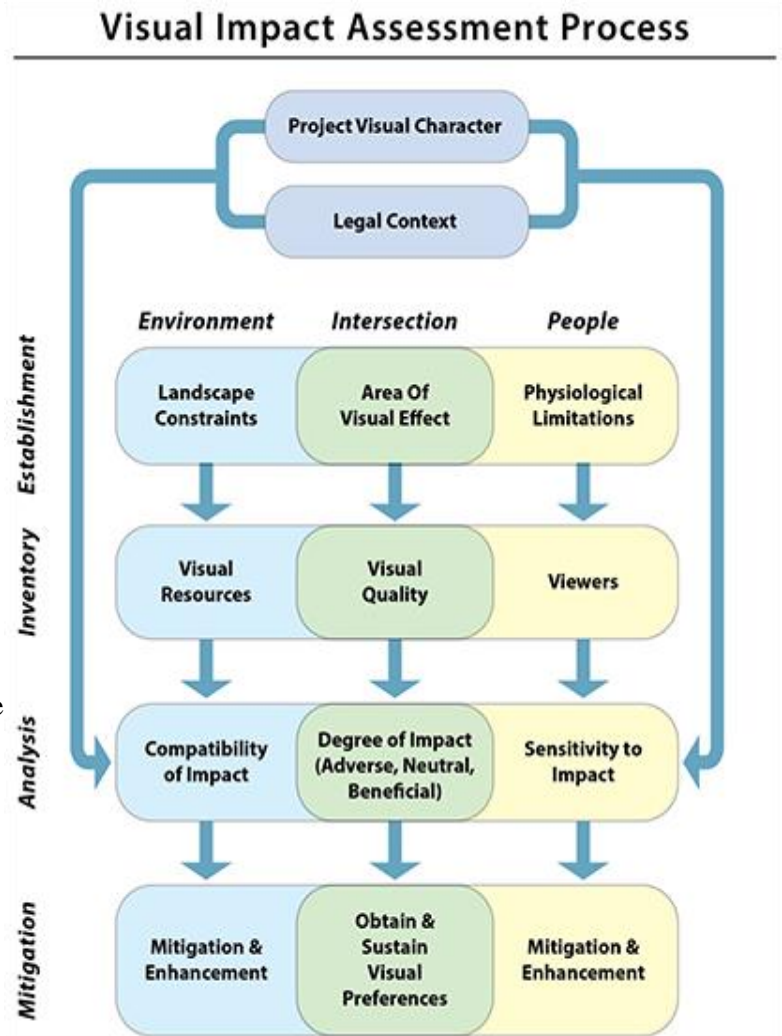 Visual Impact Assessment Process
Project Visual Character
Legal Context
Environment
Intersection
People
Establishment
Landscape
Constraints
Area Of
Visual Effect
Physiological
Limitations
Inventory
Visual
Resources
Visual
Quality
Viewers
Analysis
Compatibility
of Impact
Degree of Impact
(Adverse, Neutral,
Beneficial)
Sensitivity to
Impact
Mitigation
Mitigation &
Enhancement
Obtain &
Sustain
Visual
Preferences
Mitigation &
Enhancement